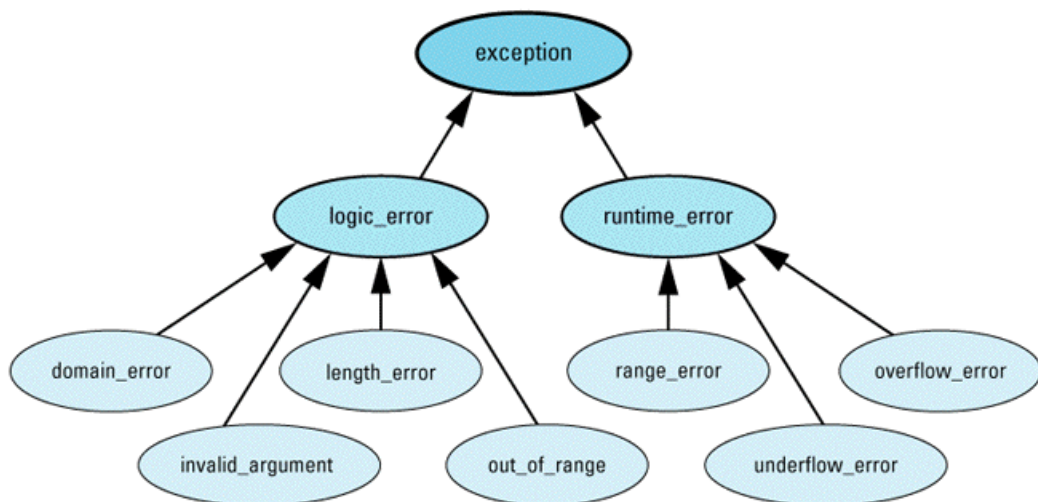 exception
logic_error
runtime_error
domain_error
length_error
range_error
overflow_error
invalid_argument
out_of_range
underflow_error